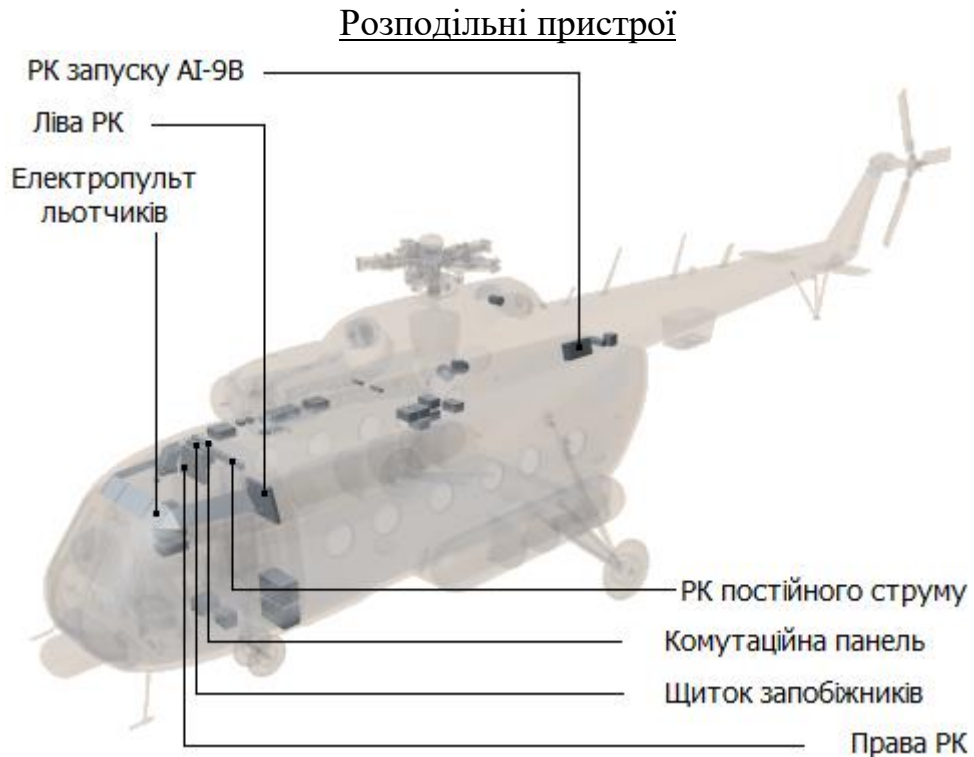 Розподільні пристрої
РК запуску АІ-9В
Ліва РК
Електропульт
льотчиків
РК постійного струму
Комутаційна панель
Щиток запобіжників
Права РК